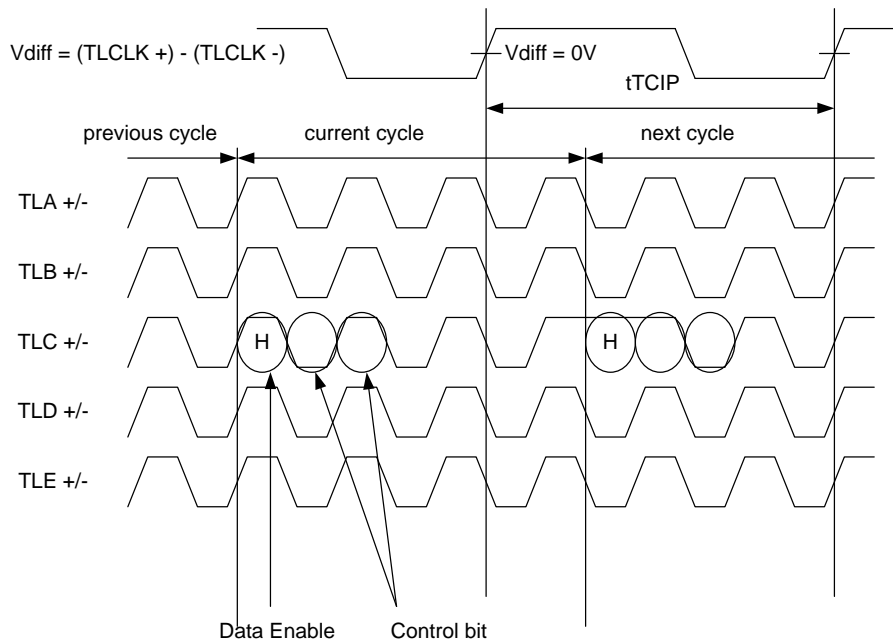 Vdiff = (TLCLK +) - (TLCLK -)
Vdiff = 0V
tTCIP
previous cycle
current cycle
next cycle
TLA +/-
TLB +/-
TLC +/-
H
H
TLD +/-
TLE +/-
Data Enable
Control bit